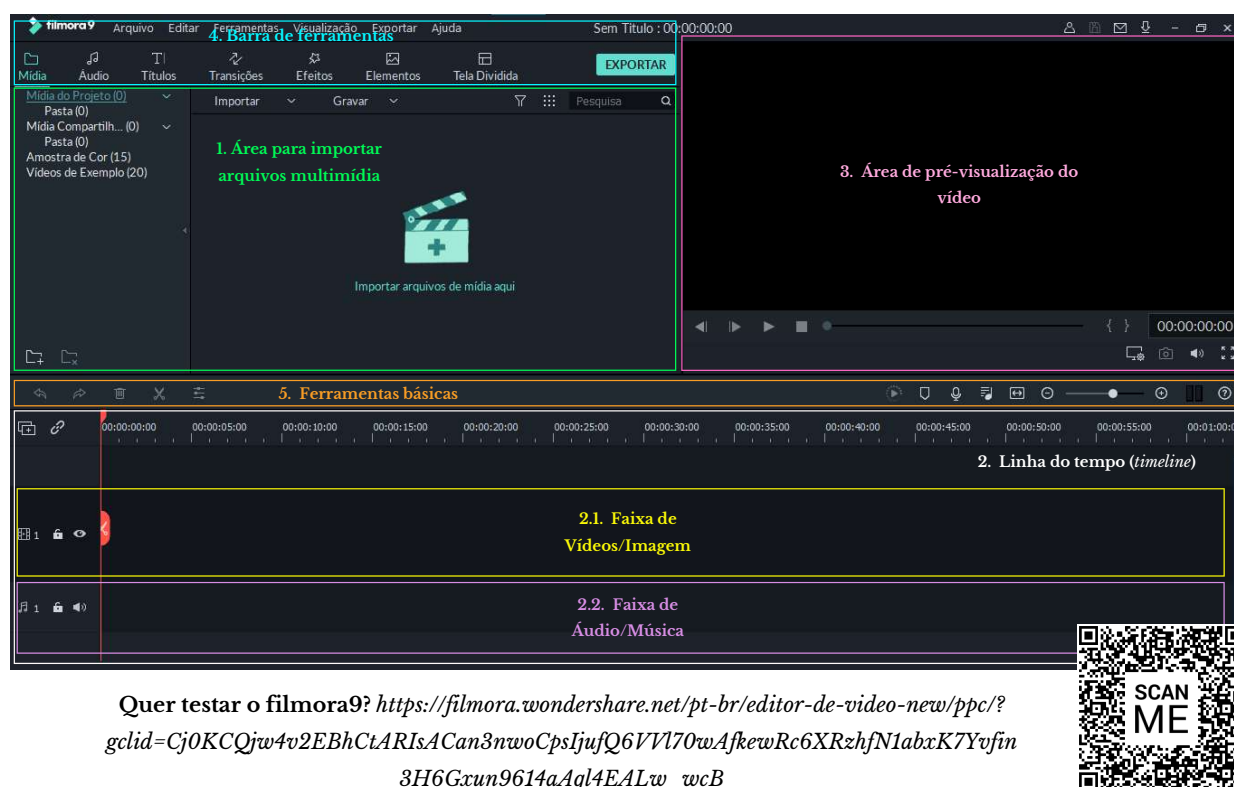 filmora9 Arquivo Editar Ferramentas Visualização Exportar Ajuda Sem Título : 00:00:00:00
4. Barra de ferramentas
EXPORTAR
Mídia Áudio Títulos Transições Efeitos Elementos Tela Dividida
Mídia do Projeto (0)
Pasta (0)
Mídia Compartilh... (0)
Pasta (0)
Amostra de Cor (15)
Vídeos de Exemplo (20)
Importar Gravar Pesquisa
1. Área para importar
arquivos multimídia
Importar arquivos de mídia aqui
3. Área de pré-visualização do
vídeo
00:00:00:00
5. Ferramentas básicas
00:00:00:00 00:00:05:00 00:00:10:00 00:00:15:00 00:00:20:00 00:00:25:00 00:00:30:00 00:00:35:00 00:00:40:00 00:00:45:00 00:00:50:00 00:00:55:00 00:01:00:0
2. Linha do tempo (timeline)
1
2.1. Faixa de
Vídeos/Imagem
1
2.2. Faixa de
Áudio/Música
SCAN
ME
Quer testar o filmora9? https://filmora.wondershare.net/pt-br/editor-de-video-new/ppc/?
gclid=Cj0KCQjw4v2EBhCtARIsACan3nwoCpsIjufQ6VVl70wAfkewRc6XRzhfN1abxK7Yvfin
3H6Gxun9614aAql4EALw_wcB